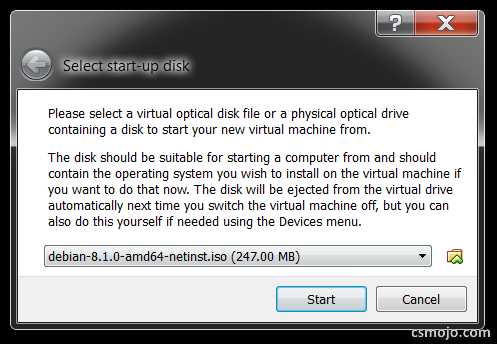 ?
X
Select start-up disk
Please select a virtual optical disk file or a physical optical drive
containing a disk to start your new virtual machine from.
The disk should be suitable for starting a computer from and should
contain the operating system you wish to install on the virtual machine if
you want to do that now. The disk will be ejected from the virtual drive
automatically next time you switch the virtual machine off, but you can
also do this yourself if needed using the Devices menu.
debian-8.1.0-amd64-netinst.iso (247.00 MB)
Start
Cancel
csmojo.com